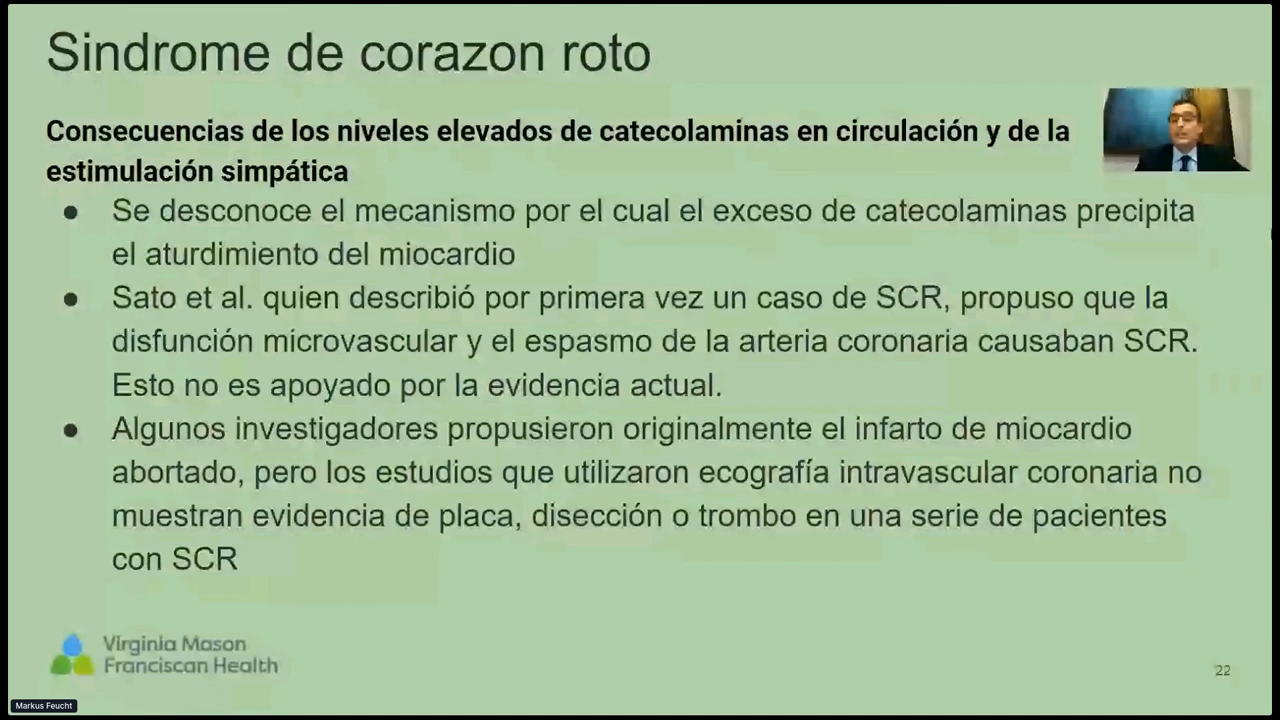 Sindrome de corazon roto
Consecuencias de los niveles elevados de catecolaminas en circulación y de la
estimulación simpática
● Se desconoce el mecanismo por el cual el exceso de catecolaminas precipita
el aturdimiento del miocardio
● Sato et al. quien describió por primera vez un caso de SCR, propuso que la
disfunción microvascular y el espasmo de la arteria coronaria causaban SCR.
Esto no es apoyado por la evidencia actual.
● Algunos investigadores propusieron originalmente el infarto de miocardio
abortado, pero los estudios que utilizaron ecografía intravascular coronaria no
muestran evidencia de placa, disección o trombo en una serie de pacientes
con SCR
Virginia Mason
Franciscan Health
22
Markus Feucht